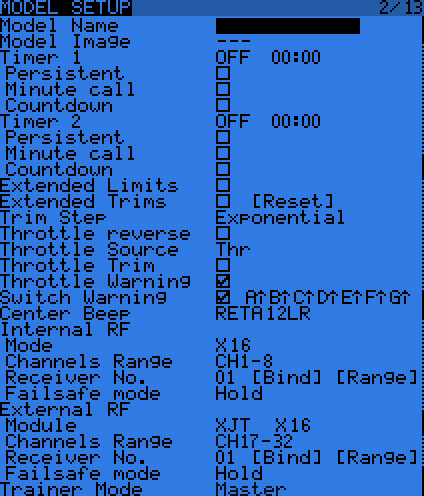 MODEL SETUP 2/13
Model Name
Model Image ---
Timer 1 OFF 00:00
Persistent
Minute call
Countdown
Timer 2 OFF 00:00
Persistent
Minute call
Countdown
Extended Limits
Extended Trims [Reset]
Trim Step Exponential
Throttle reverse
Throttle Source Thr
Throttle Trim
Throttle Warning
Switch Warning A↑B↑C↑D↑E↑F↑G↑
Center Beep RETA12LR
Internal RF
Mode X16
Channels Range CH1-8
Receiver No. 01 [Bind] [Range]
Failsafe mode Hold
External RF
Module XJT X16
Channels Range CH17-32
Receiver No. 01 [Bind] [Range]
Failsafe mode Hold
Trainer Mode Master